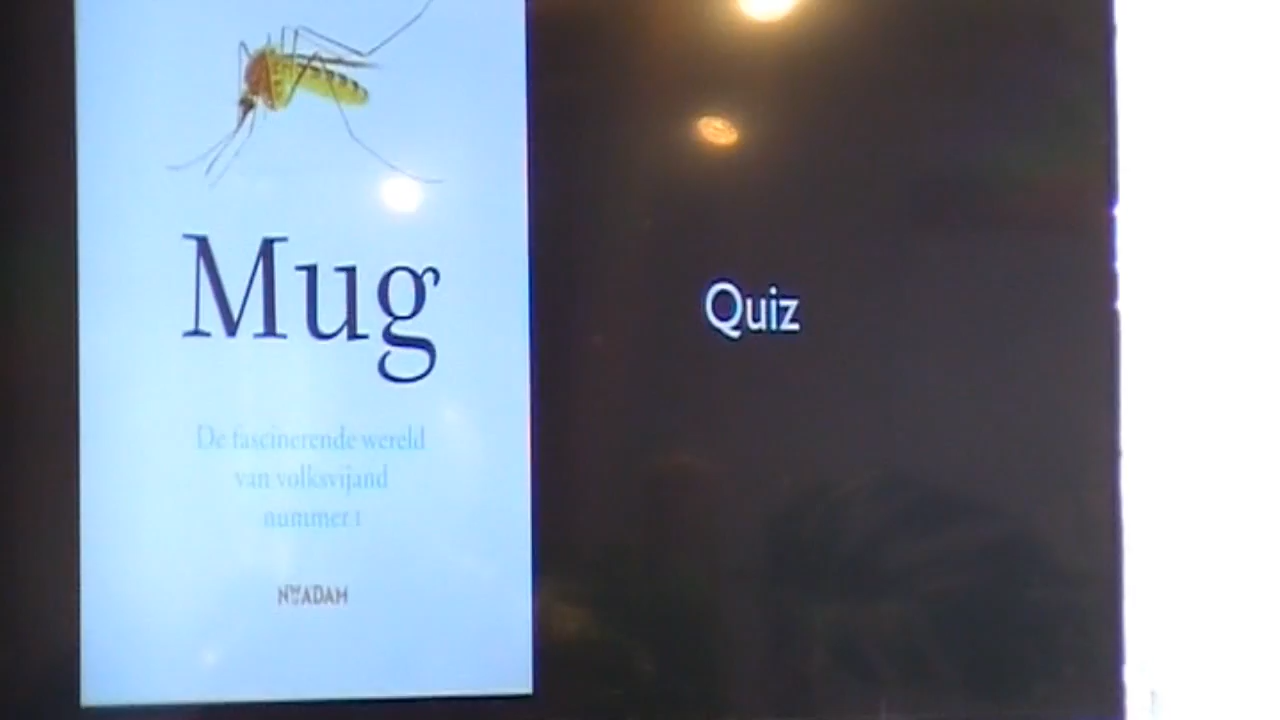 Mug
De fascinerende wereld
van volksvijand
nummer 1
NWADAM
Quiz